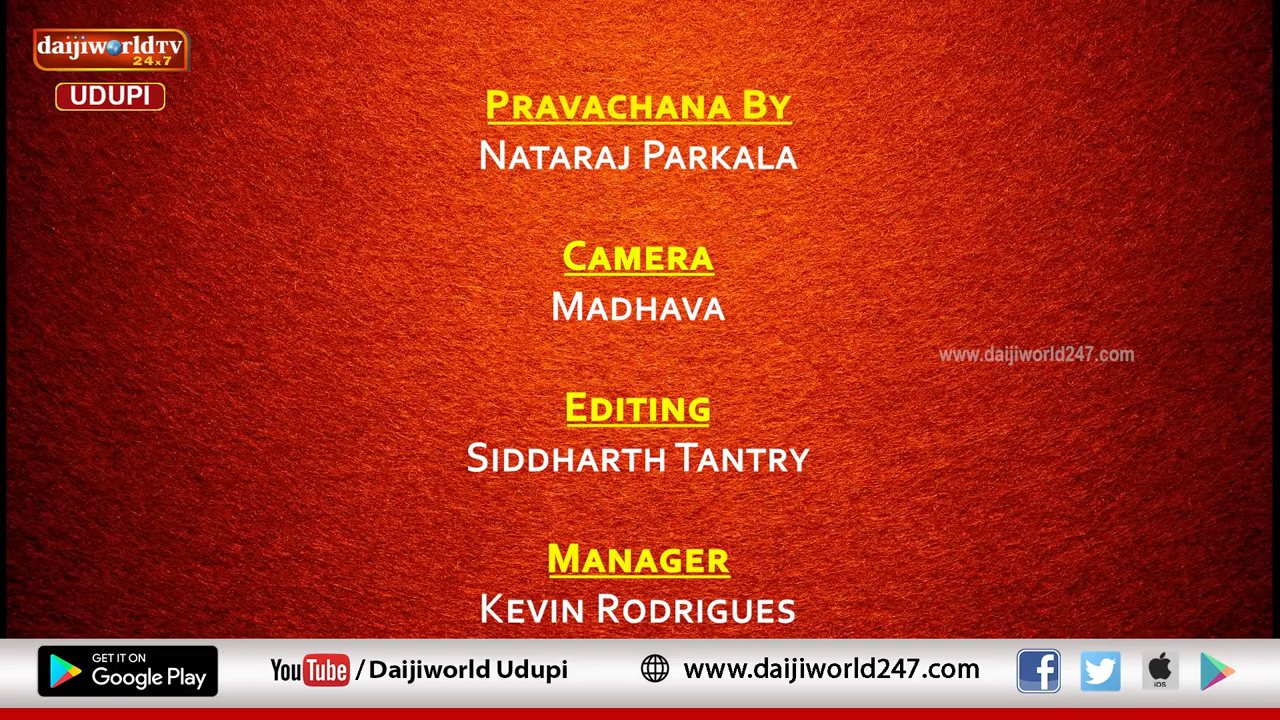 daijiworldTV
24x7
UDUPI
PRAVACHANA BY
NATARAJ PARKALA
CAMERA
MADHAVA
www.daijiworld247.com
EDITING
SIDDHARTH TANTRY
MANAGER
KEVIN RODRIGUES
GET IT ON
Google Play
YouTube /Daijiworld Udupi
www.daijiworld247.com
iOS